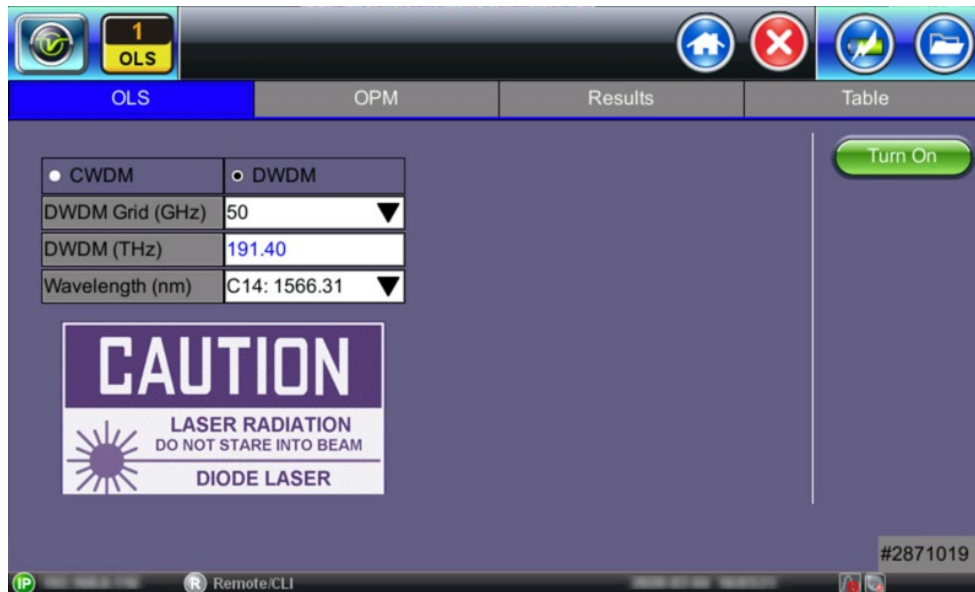 1
OLS
OLS OPM Results Table
Turn On
CWDM DWDM
DWDM Grid (GHz) 50
DWDM (THz) 191.40
Wavelength (nm) C14: 1566.31
CAUTION
LASER RADIATION
DO NOT STARE INTO BEAM
DIODE LASER
#2871019
IP R Remote/CLI